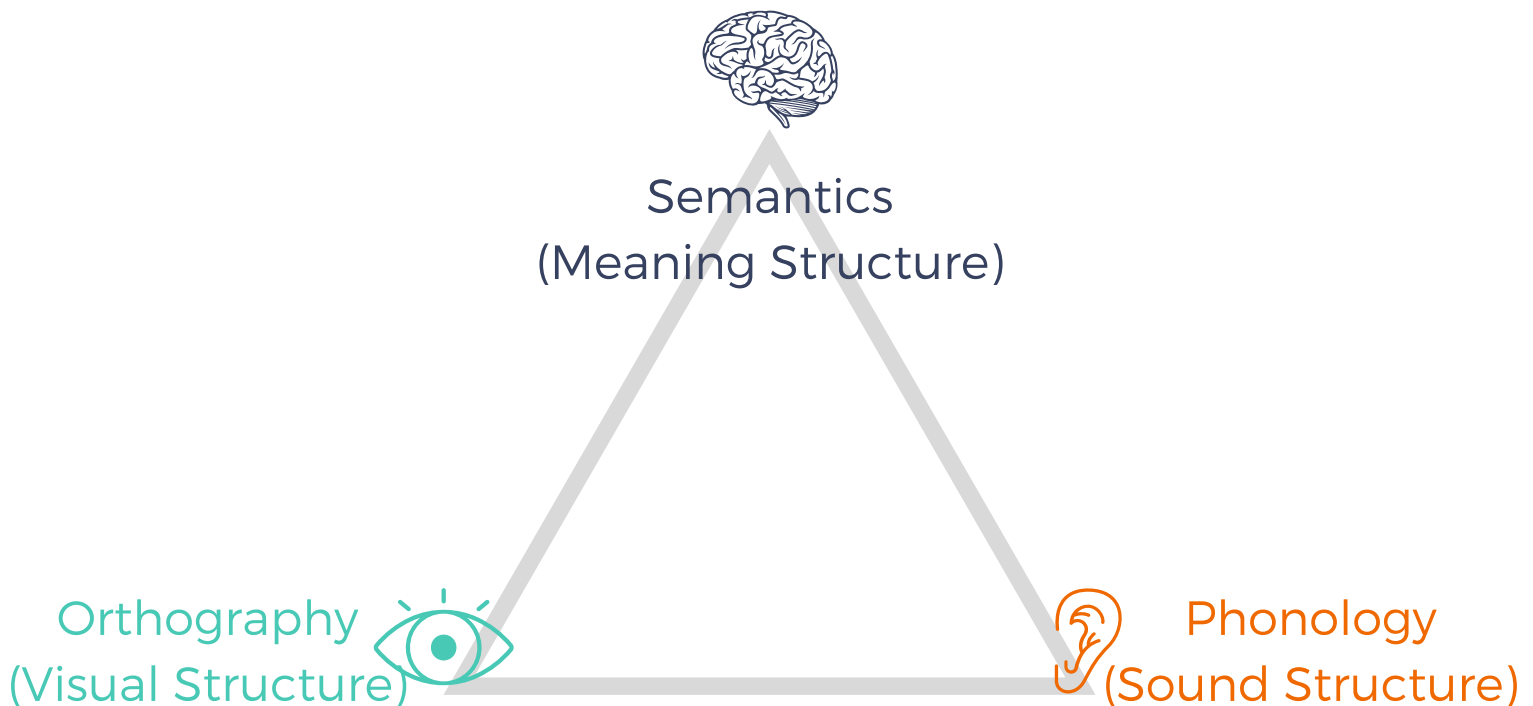 Semantics
(Meaning Structure)
Orthography
(Visual Structure)
Phonology
(Sound Structure)